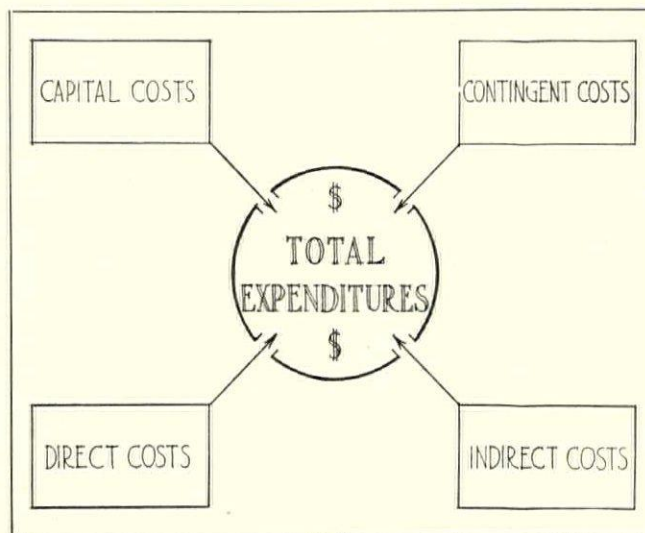 CAPITAL COSTS
CONTINGENT COSTS
$
TOTAL
EXPENDITURES
$
DIRECT COSTS
INDIRECT COSTS